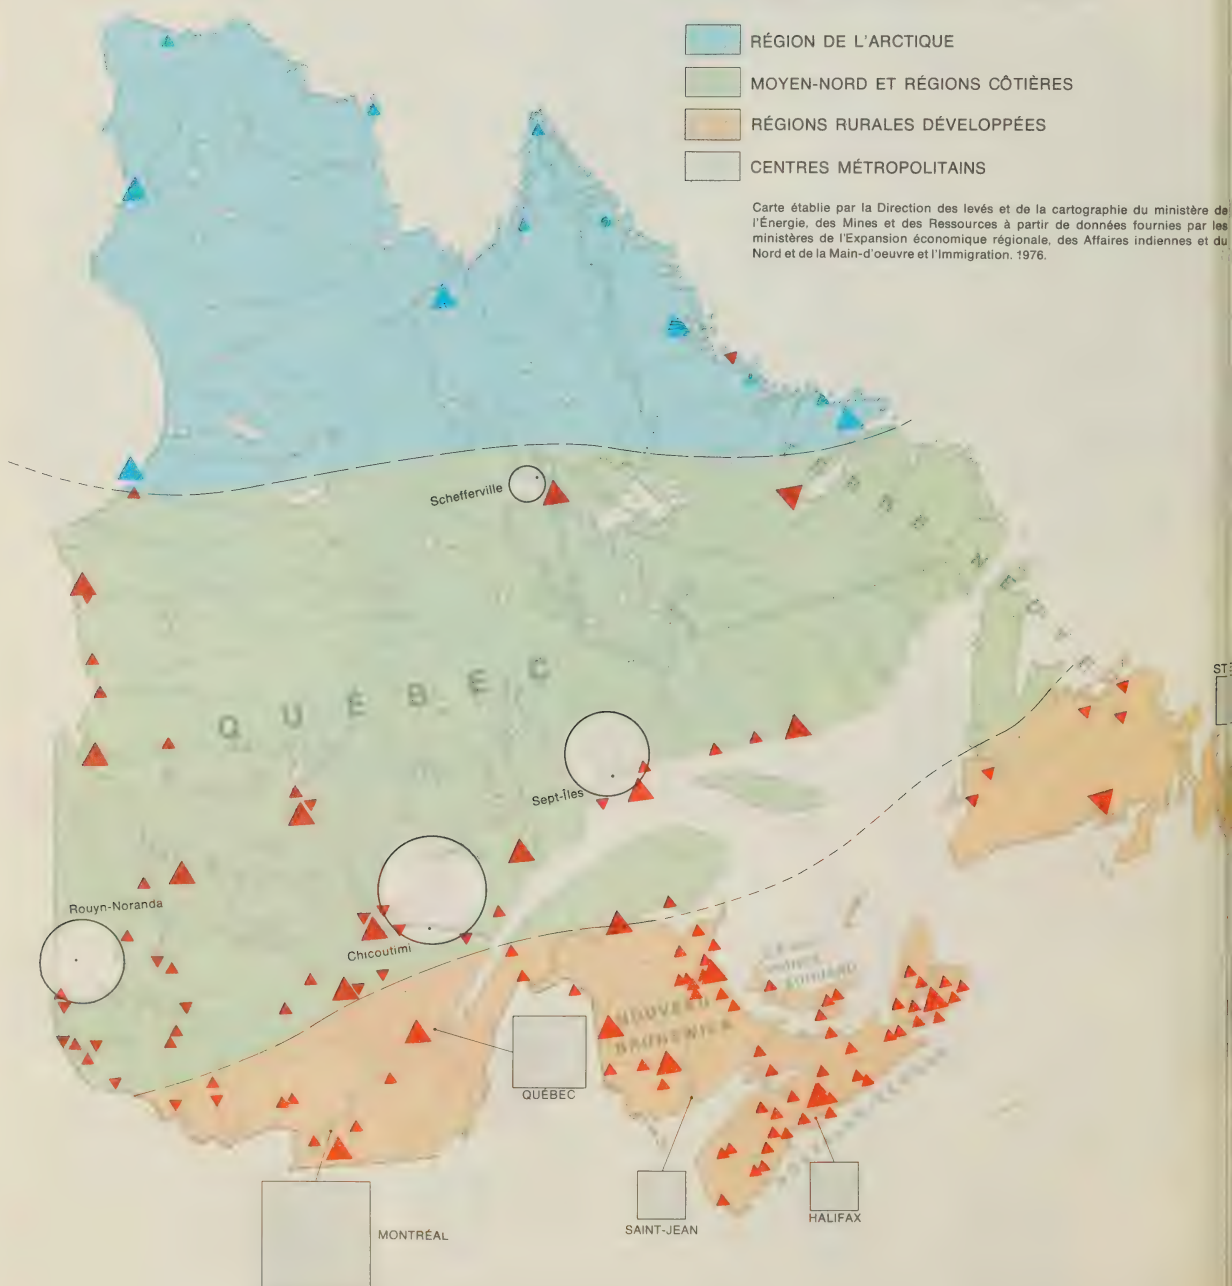 RÉGION DE L'ARCTIQUE
MOYEN-NORD ET RÉGIONS CÔTIÈRES
RÉGIONS RURALES DÉVELOPPÉES
CENTRES MÉTROPOLITAINS
Carte établie par la Direction des levés et de la cartographie du ministère de
l'Énergie, des Mines et des Ressources à partir de données fournies par les
ministères de l'Expansion économique régionale, des Affaires indiennes et du
Nord et de la Main-d'oeuvre et l'Immigration. 1976.
Schefferville
TERRE-NEUVE
QUÉBEC
Sept-Îles
Rouyn-Noranda
Chicoutimi
ÉDOUARD
NOUVEAU
BRUNSWICK
QUÉBEC
SAINT-JEAN
HALIFAX
MONTRÉAL